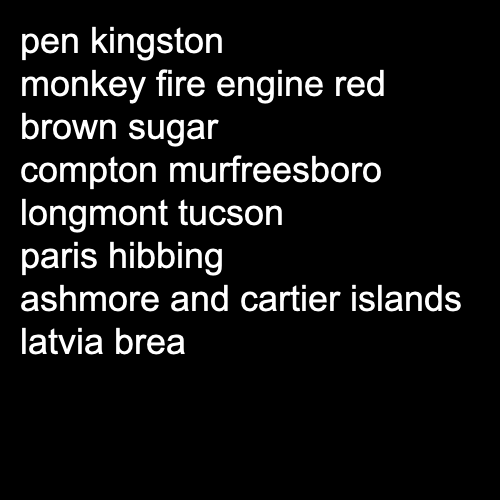 pen kingston
monkey fire engine red
brown sugar
compton murfreesboro
longmont tucson
paris hibbing
ashmore and cartier islands
latvia brea